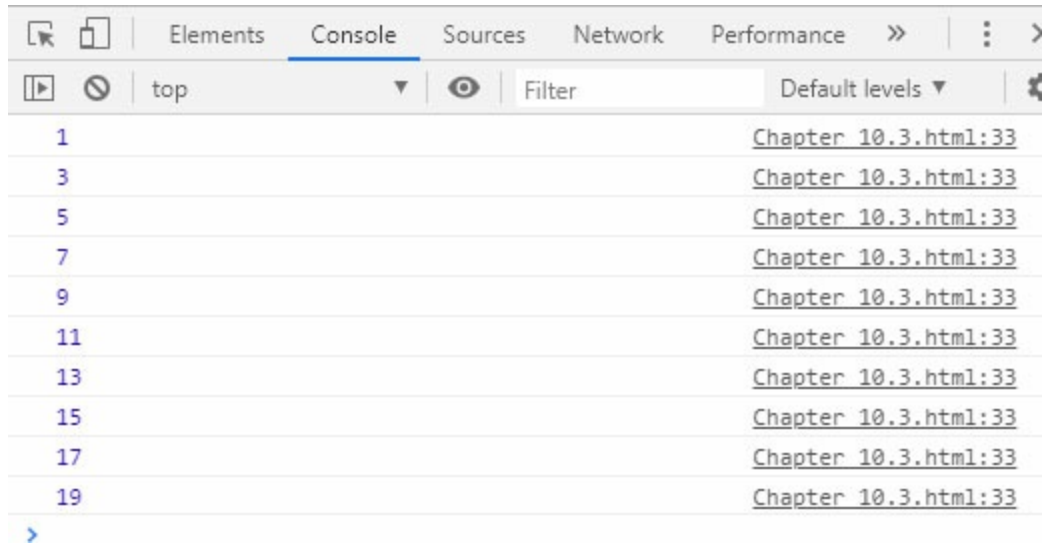 Elements Console Sources Network Performance »
top ▼ Filter Default levels ▼
1 Chapter 10.3.html:33
3 Chapter 10.3.html:33
5 Chapter 10.3.html:33
7 Chapter 10.3.html:33
9 Chapter 10.3.html:33
11 Chapter 10.3.html:33
13 Chapter 10.3.html:33
15 Chapter 10.3.html:33
17 Chapter 10.3.html:33
19 Chapter 10.3.html:33
>